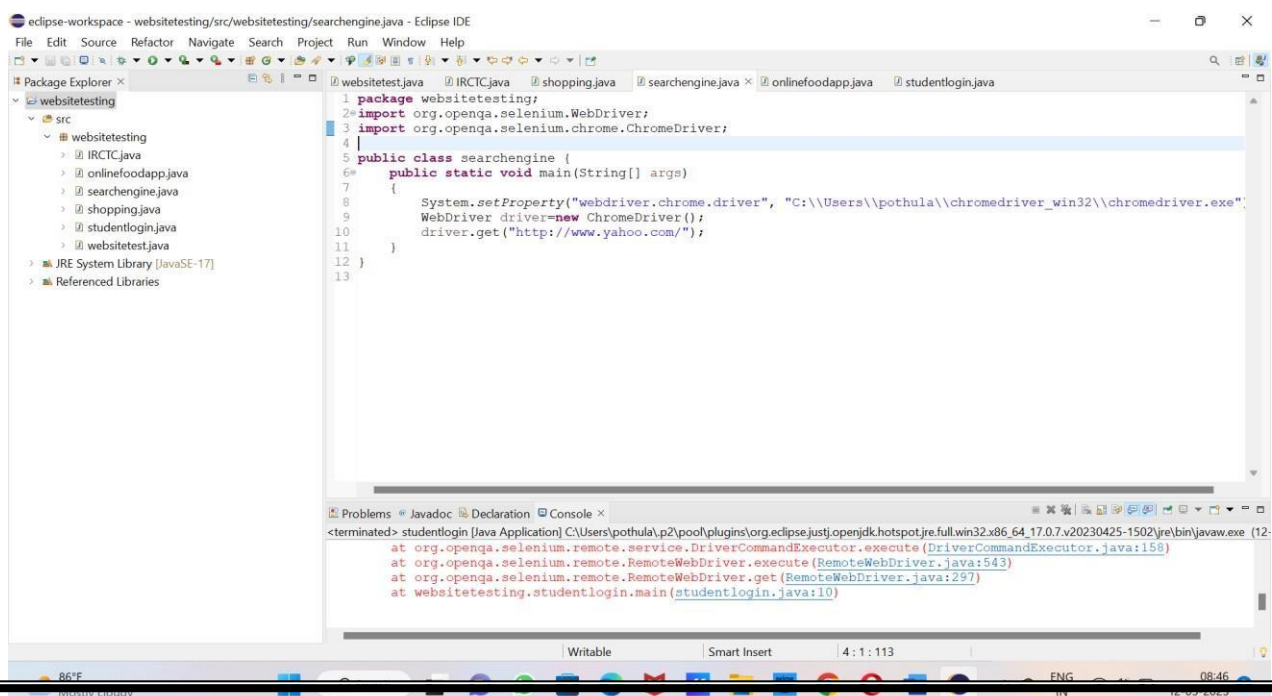 eclipse-workspace - websitetesting/src/websitetesting/searchengine.java - Eclipse IDE
File Edit Source Refactor Navigate Search Project Run Window Help
Package Explorer ×
websitetesting
src
websitetesting
IRCTC.java
onlinefoodapp.java
searchengine.java
shopping.java
studentlogin.java
websitetest.java
JRE System Library [JavaSE-17]
Referenced Libraries
websitetest.java IRCTC.java shopping.java searchengine.java × onlinefoodapp.java studentlogin.java
1 package websitetesting;
2 import org.openqa.selenium.WebDriver;
3 import org.openqa.selenium.chrome.ChromeDriver;
4
5 public class searchengine {
6 public static void main(String[] args)
7 {
8 System.setProperty("webdriver.chrome.driver", "C:\\Users\\pothula\\chromedriver_win32\\chromedriver.exe"
9 WebDriver driver=new ChromeDriver();
10 driver.get("http://www.yahoo.com/");
11 }
12 }
13
Problems Javadoc Declaration Console ×
<terminated> studentlogin [Java Application] C:\Users\pothula\.p2\pool\plugins\org.eclipse.justj.openjdk.hotspot.jre.full.win32.x86_64_17.0.7.v20230425-1502\jre\bin\javaw.exe (12-
at org.openqa.selenium.remote.service.DriverCommandExecutor.execute(DriverCommandExecutor.java:158)
at org.openqa.selenium.remote.RemoteWebDriver.execute(RemoteWebDriver.java:543)
at org.openqa.selenium.remote.RemoteWebDriver.get(RemoteWebDriver.java:297)
at websitetesting.studentlogin.main(studentlogin.java:10)
Writable Smart Insert 4 : 1 : 113
86°F
Mostly cloudy
ENG
IN
08:46